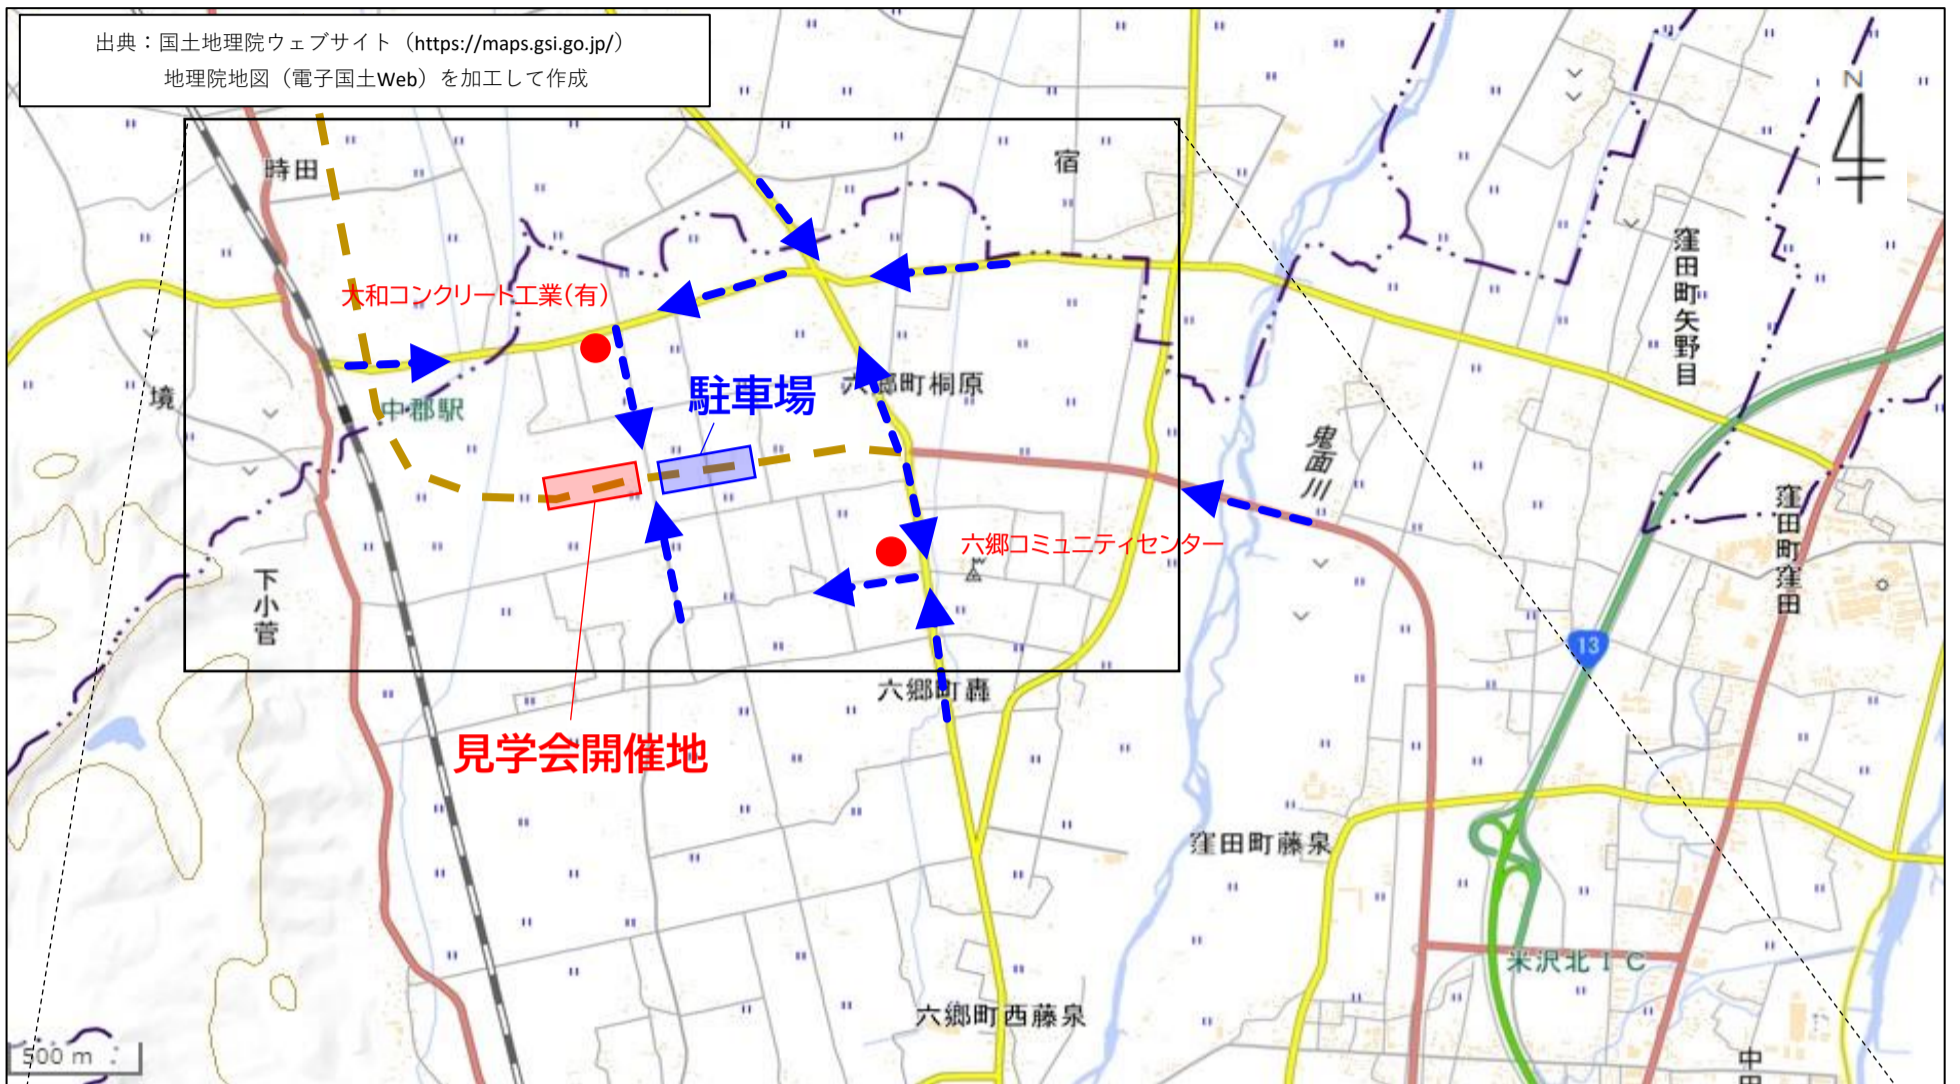 出典：国土地理院ウェブサイト（https://maps.gsi.go.jp/）
地理院地図（電子国土Web）を加工して作成
N
時田
宿
窪田町矢野目
大和コンクリート工業(有)
駐車場
六郷町桐原
境
中郡駅
鬼面川
窪田町窪田
六郷コミュニティセンター
下小菅
13
六郷町轟
見学会開催地
窪田町藤泉
米沢北IC
六郷町西藤泉
500 m
中田